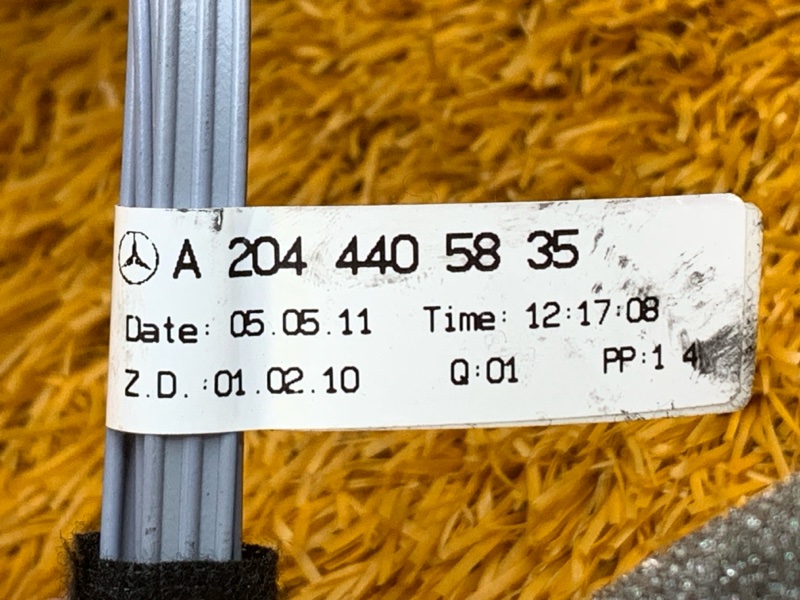 A 204 440 58 35
Date: 05.05.11 Time: 12:17:08
Z.D. :01.02.10 Q:01 PP:1 4